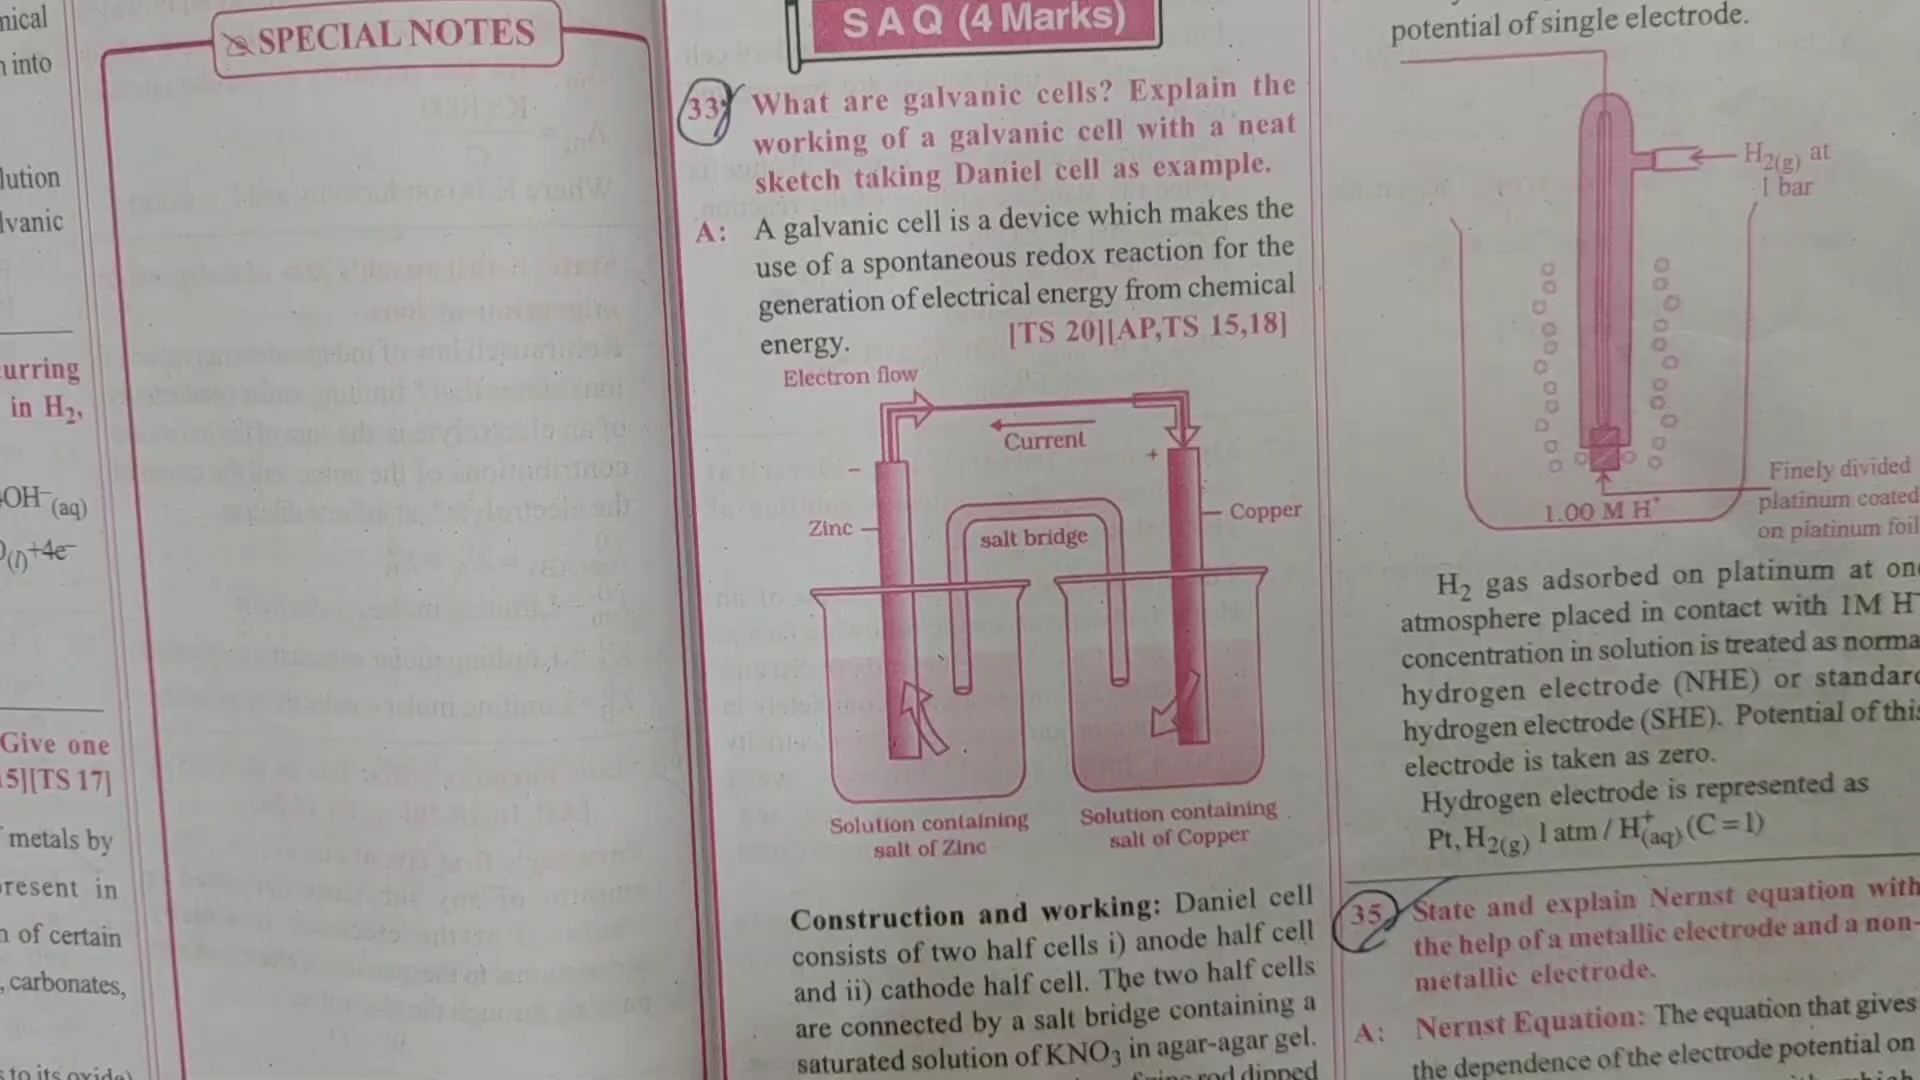 nical
into
lution
lvanic
urring
in H2,
OH-(aq)
(l)+4e-
Give one
5][TS 17]
metals by
resent in
of certain
, carbonates,
to its oxide)
SPECIAL NOTES
SAQ (4 Marks)
33. What are galvanic cells? Explain the
working of a galvanic cell with a neat
sketch taking Daniel cell as example.
A: A galvanic cell is a device which makes the
use of a spontaneous redox reaction for the
generation of electrical energy from chemical
energy. [TS 20][AP,TS 15,18]
Electron flow
Current
- +
Zinc
salt bridge
Copper
Solution containing
salt of Zinc
Solution containing
salt of Copper
Construction and working: Daniel cell
consists of two half cells i) anode half cell
and ii) cathode half cell. The two half cells
are connected by a salt bridge containing a
saturated solution of KNO3 in agar-agar gel.
rod dipped
potential of single electrode.
H2(g) at
1 bar
1.00 M H+
Finely divided
platinum coated
on platinum foil
H2 gas adsorbed on platinum at one
atmosphere placed in contact with 1M H+
concentration in solution is treated as norma
hydrogen electrode (NHE) or standard
hydrogen electrode (SHE). Potential of this
electrode is taken as zero.
Hydrogen electrode is represented as
Pt, H2(g) 1 atm / H+(aq) (C = 1)
35. State and explain Nernst equation with
the help of a metallic electrode and a non-
metallic electrode.
A: Nernst Equation: The equation that gives
the dependence of the electrode potential on